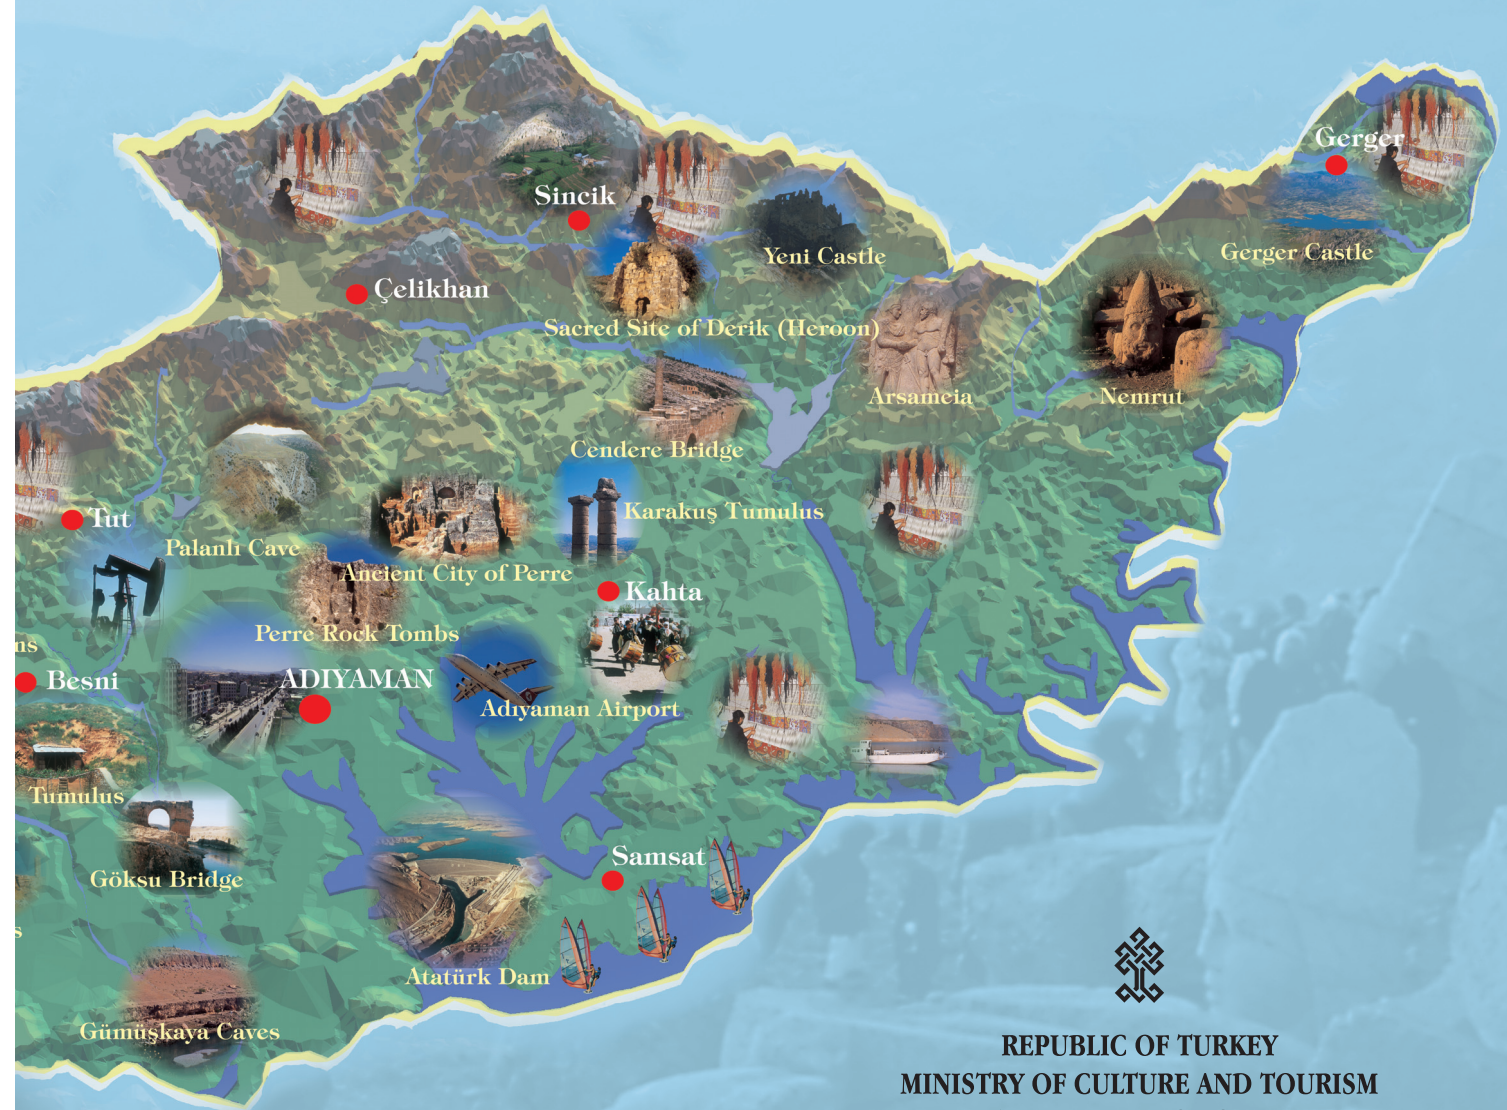 Gerger
Sincik
Yeni Castle
Gerger Castle
Çelikhan
Sacred Site of Derik (Heroon)
Arsameia
Nemrut
Cendere Bridge
Karakuş Tumulus
Tut
Palanlı Cave
Ancient City of Perre
Kahta
Perre Rock Tombs
ns
Besni
ADIYAMAN
Adıyaman Airport
Tumulus
Samsat
Göksu Bridge
s
Atatürk Dam
Gümüşkaya Caves
REPUBLIC OF TURKEY
MINISTRY OF CULTURE AND TOURISM